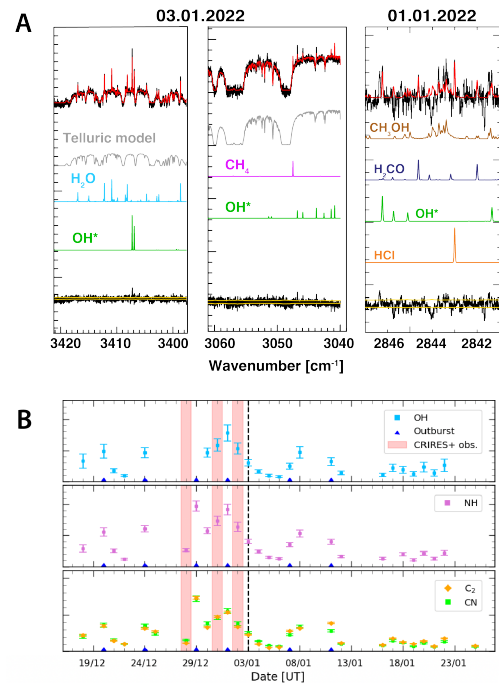 A
03.01.2022
01.01.2022
Telluric model
H₂O
OH*
CH₄
OH*
CH₃OH
H₂CO
OH*
HCl
3420 3410 3400
3060 3050 3040
2846 2844 2842
Wavenumber [cm⁻¹]
B
OH
Outburst
CRIRES+ obs.
NH
C₂
CN
19/12 24/12 29/12 03/01 08/01 13/01 18/01 23/01
Date [UT]